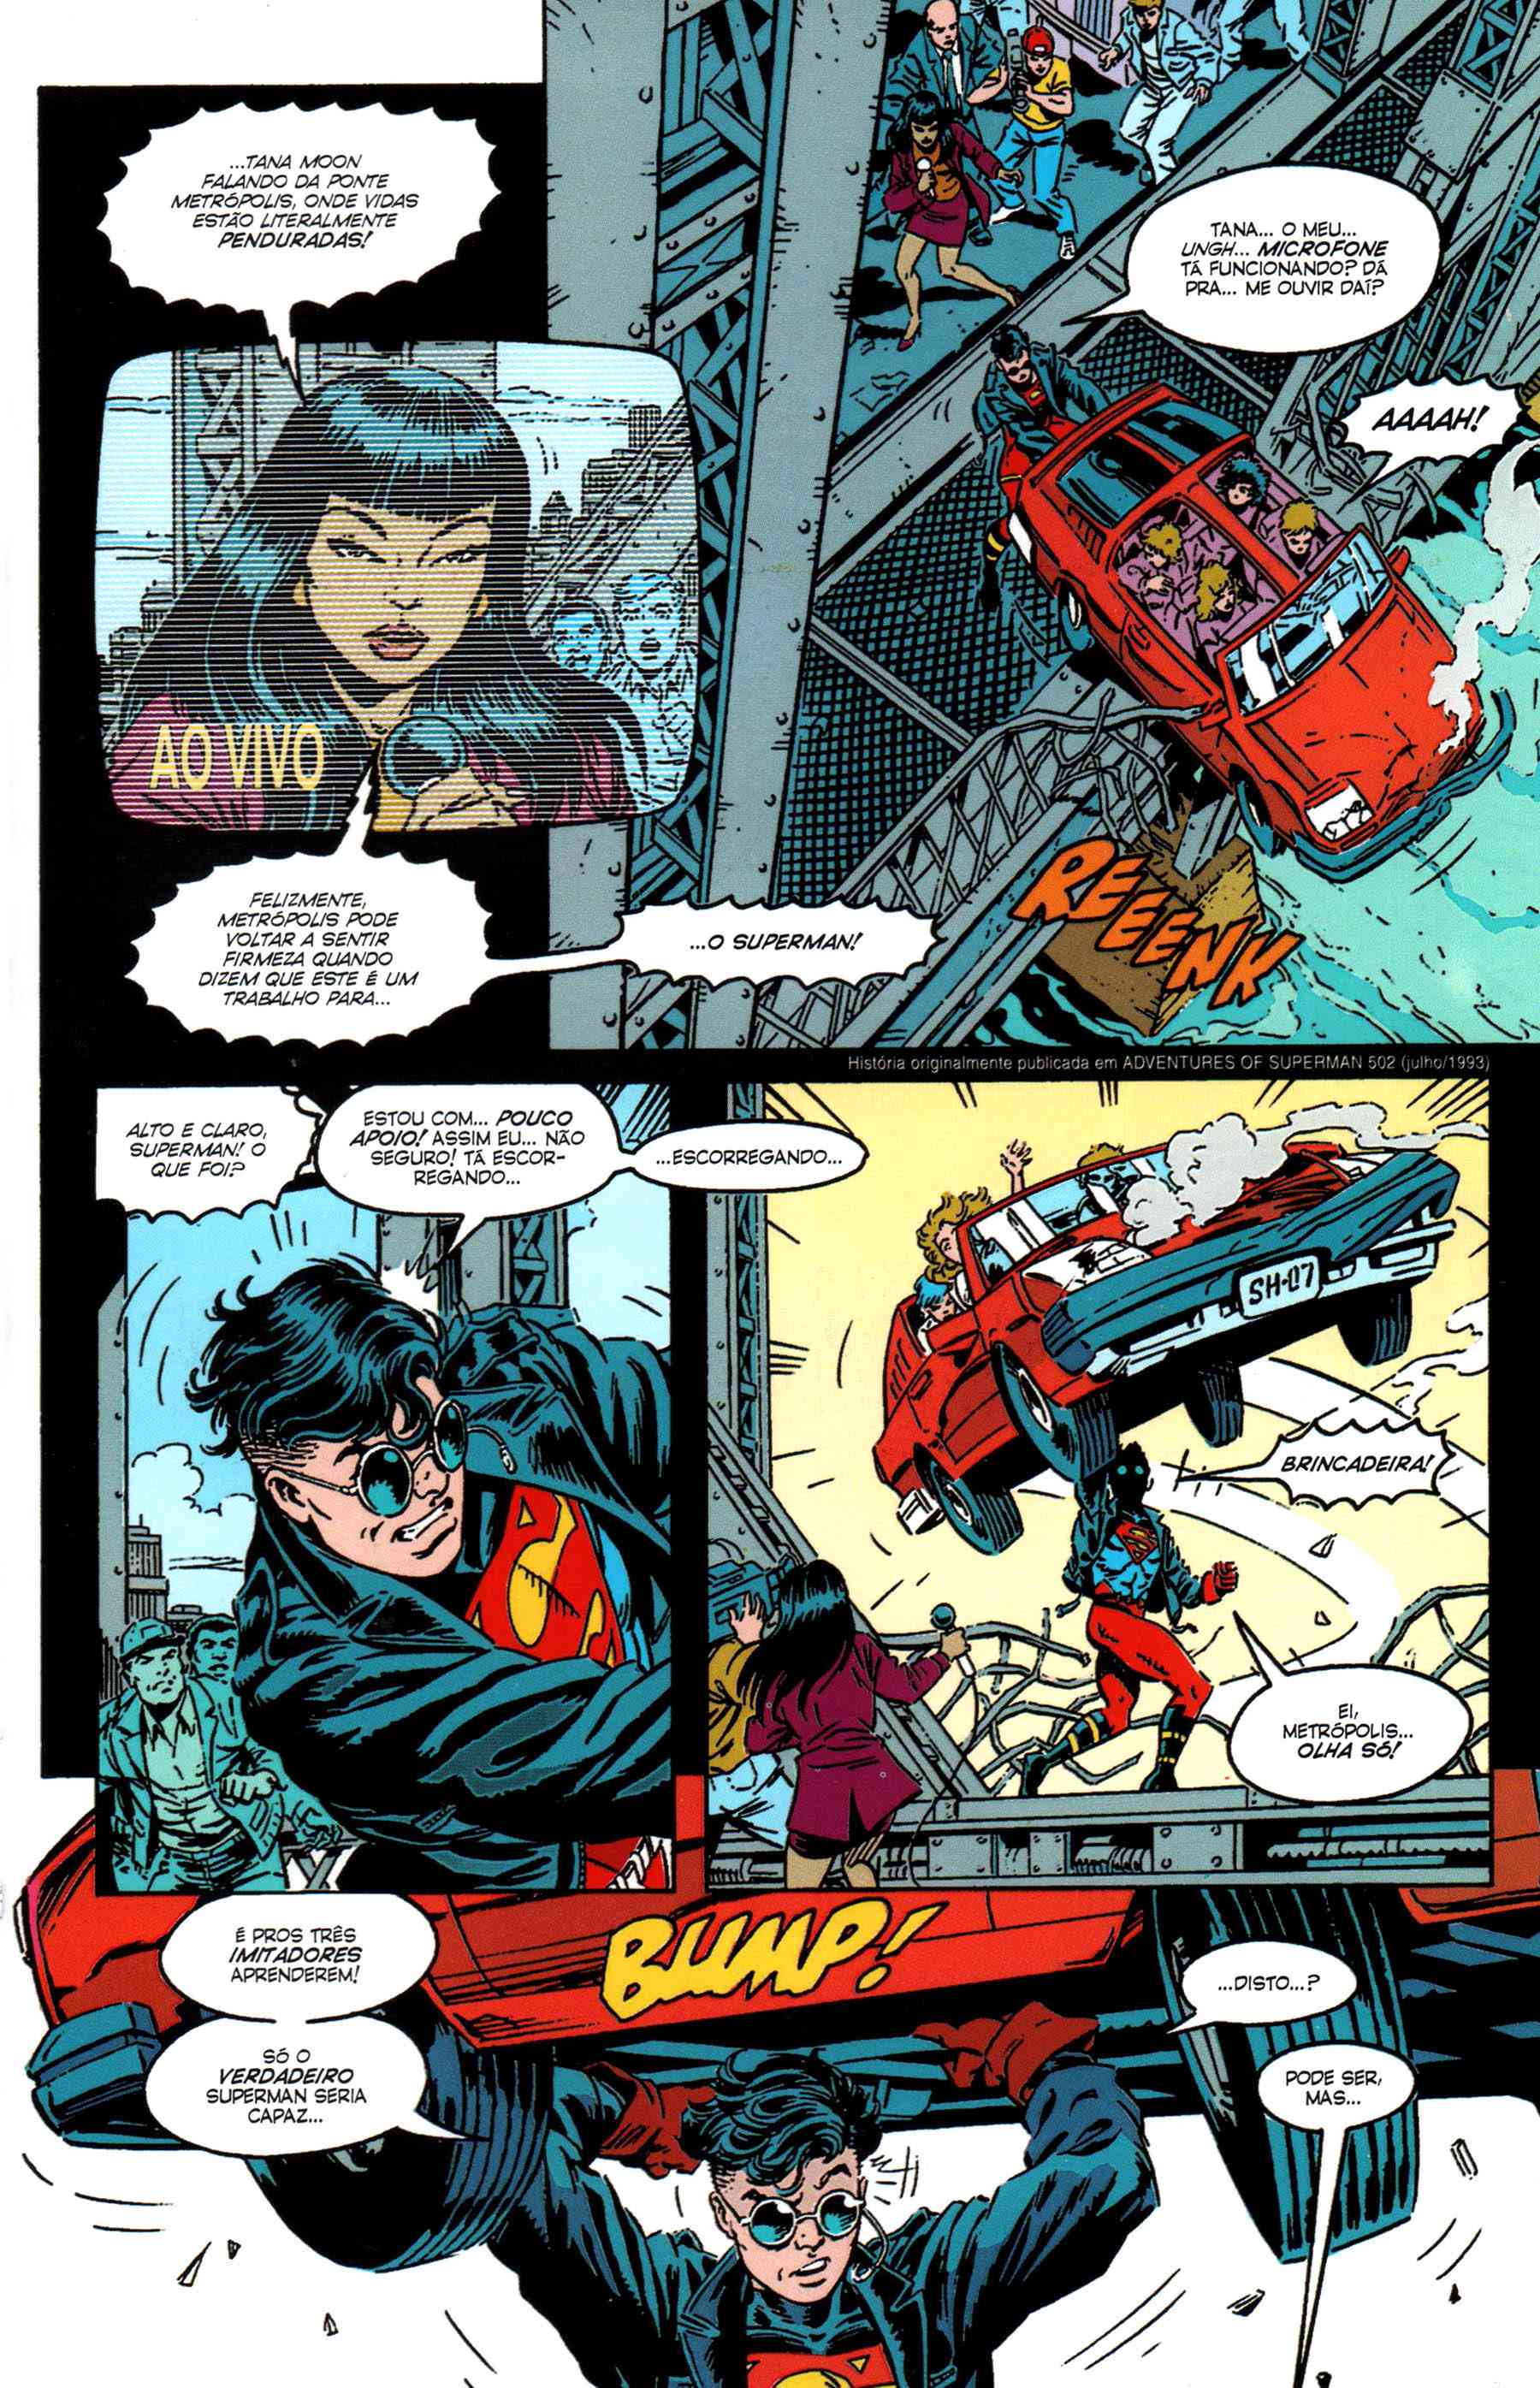 ...TANA MOON
FALANDO DA PONTE
METRÓPOLIS, ONDE VIDAS
ESTÃO LITERALMENTE
PENDURADAS!
TANA... O MEU...
UNGH... MICROFONE
TÁ FUNCIONANDO? DÁ
PRA... ME OUVIR DAÍ?
AAAAH!
AO VIVO
FELIZMENTE,
METRÓPOLIS PODE
VOLTAR A SENTIR
FIRMEZA QUANDO
DIZEM QUE ESTE É UM
TRABALHO PARA...
...O SUPERMAN!
REEENK
História originalmente publicada em ADVENTURES OF SUPERMAN 502 (julho/1993)
ALTO E CLARO,
SUPERMAN! O
QUE FOI?
ESTOU COM... POUCO
APOIO! ASSIM EU... NÃO
SEGURO! TÁ ESCOR-
REGANDO...
...ESCORREGANDO...
SH-07
BRINCADEIRA!
EI,
METRÓPOLIS...
OLHA SÓ!
É PROS TRÊS
IMITADORES
APRENDEREM!
SÓ O
VERDADEIRO
SUPERMAN SERIA
CAPAZ...
BUMP!
...DISTO...?
PODE SER,
MAS...